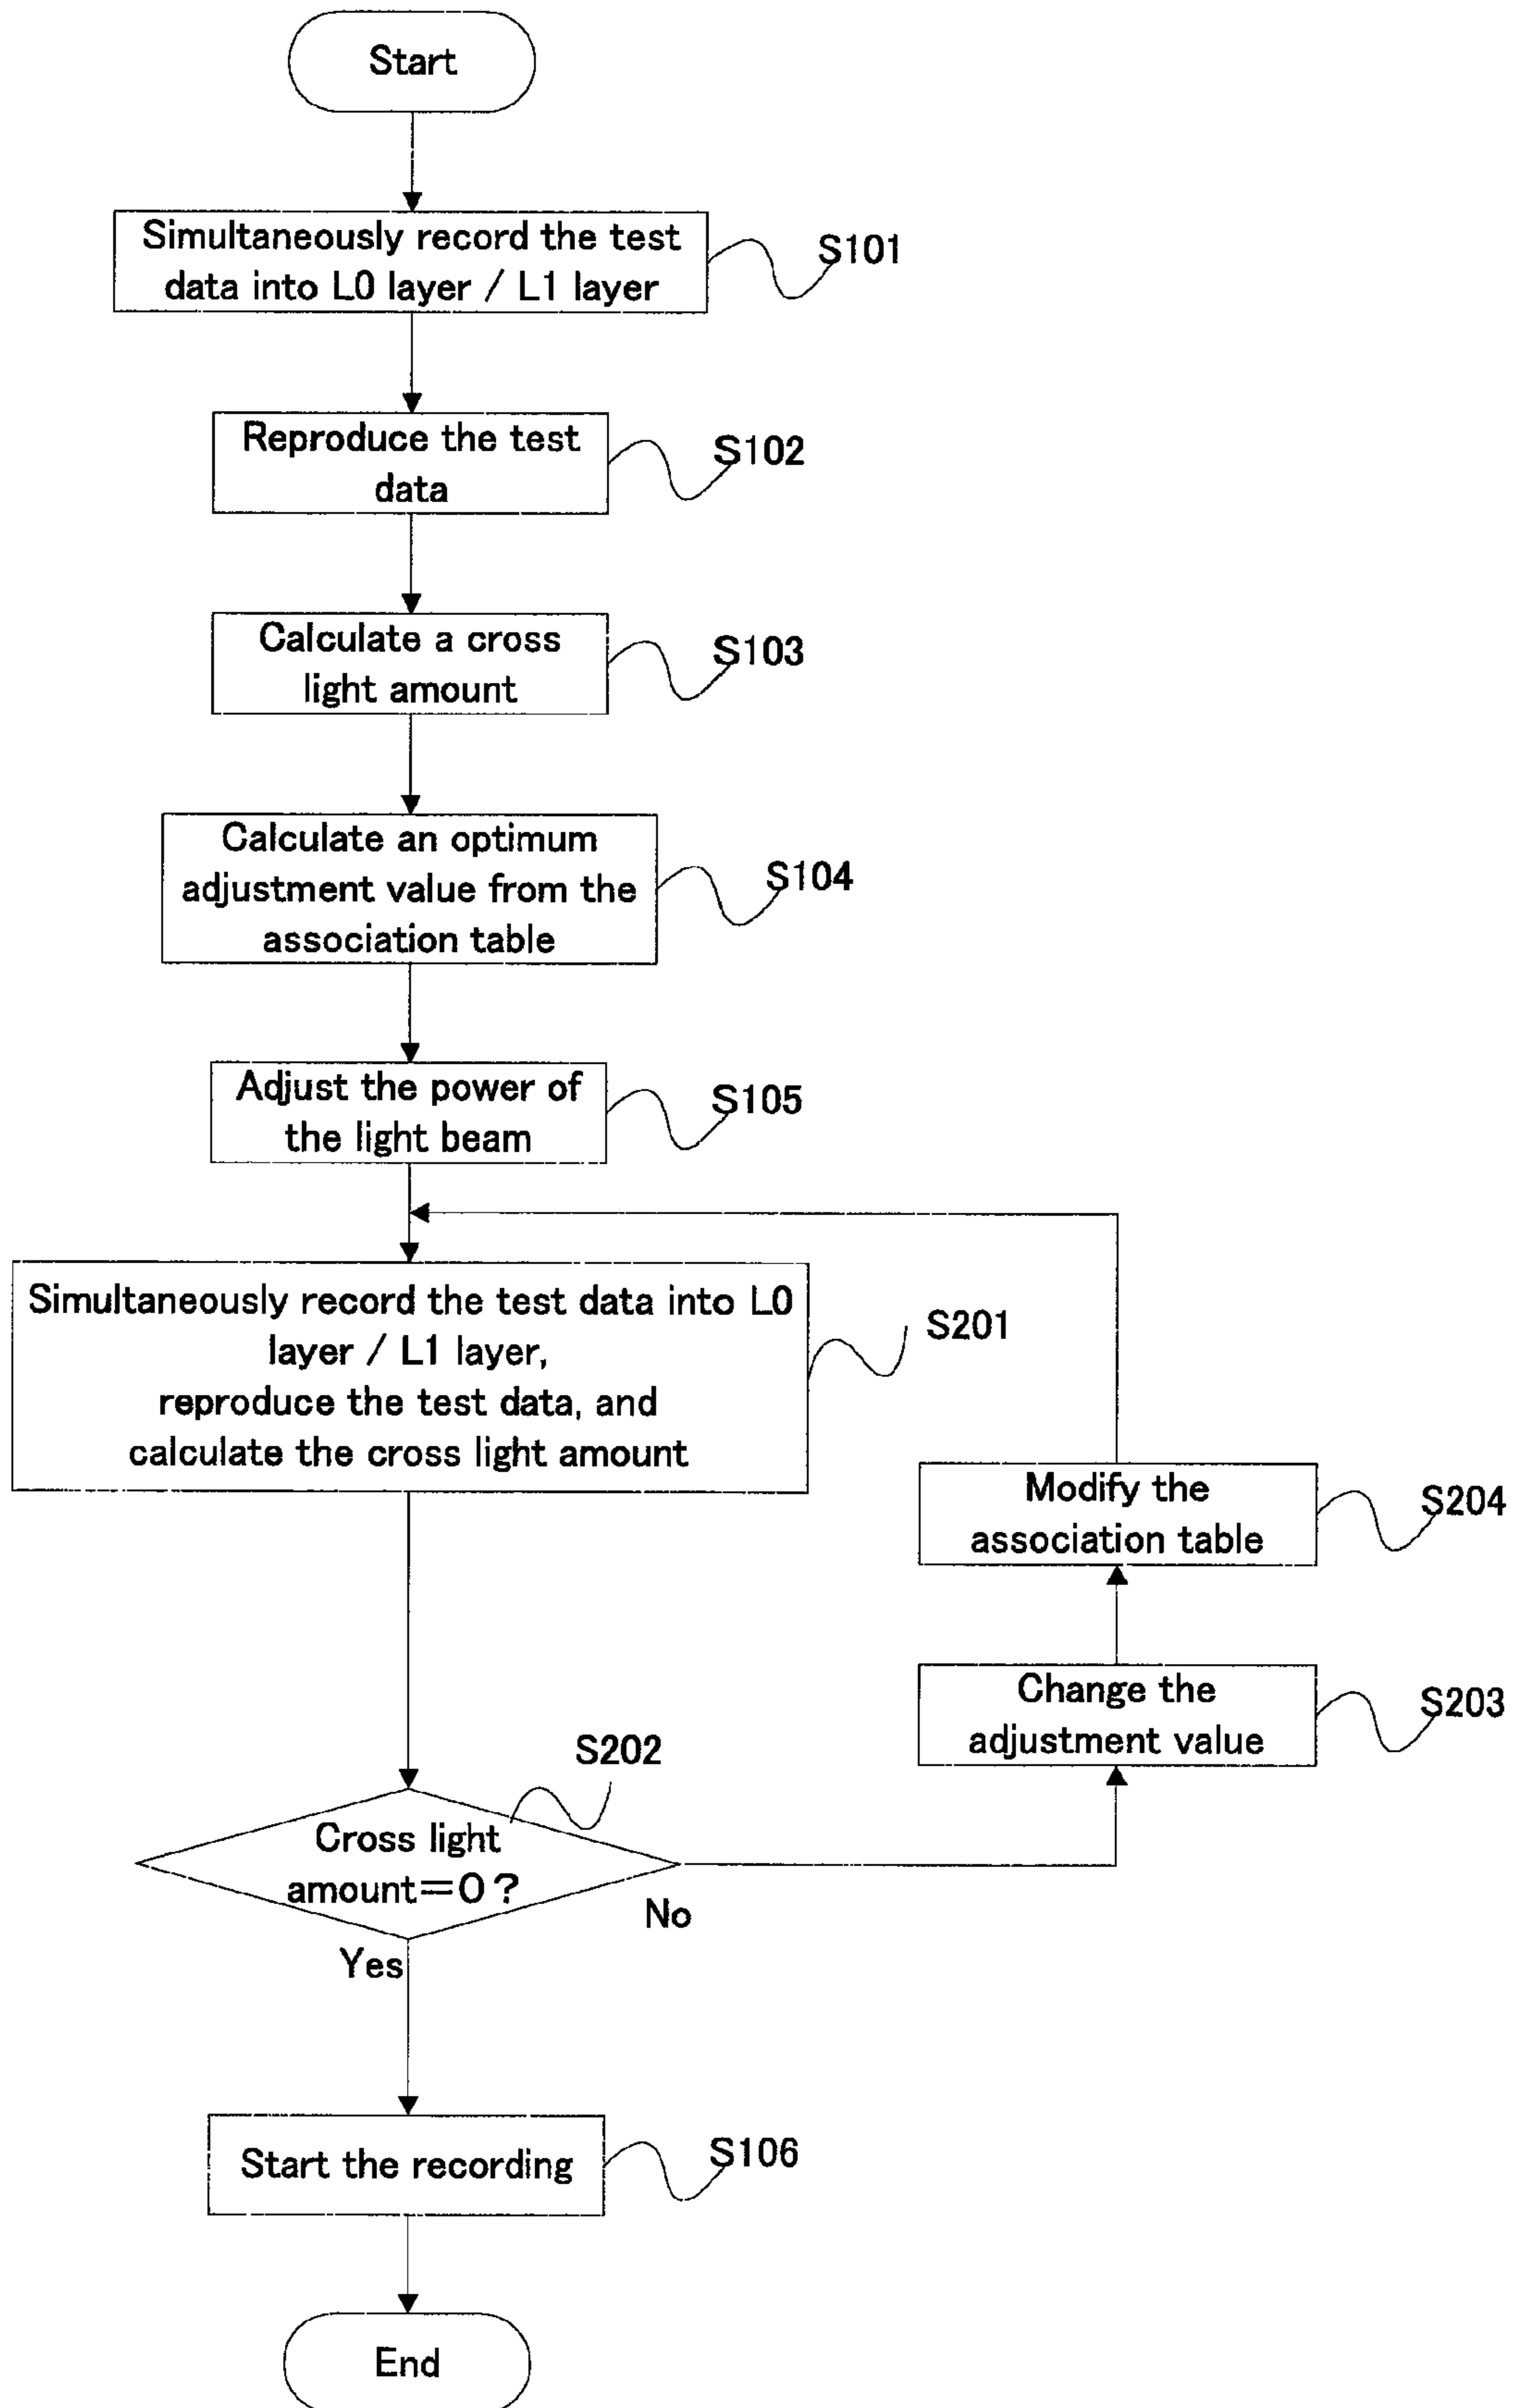 Start
Simultaneously record the test
data into L0 layer / L1 layer
S101
Reproduce the test
data
S102
Calculate a cross
light amount
S103
Calculate an optimum
adjustment value from the
association table
S104
Adjust the power of
the light beam
S105
Simultaneously record the test data into L0
layer / L1 layer,
reproduce the test data, and
calculate the cross light amount
S201
Modify the
association table
S204
Change the
adjustment value
S203
S202
Cross light
amount=0?
No
Yes
Start the recording
S106
End